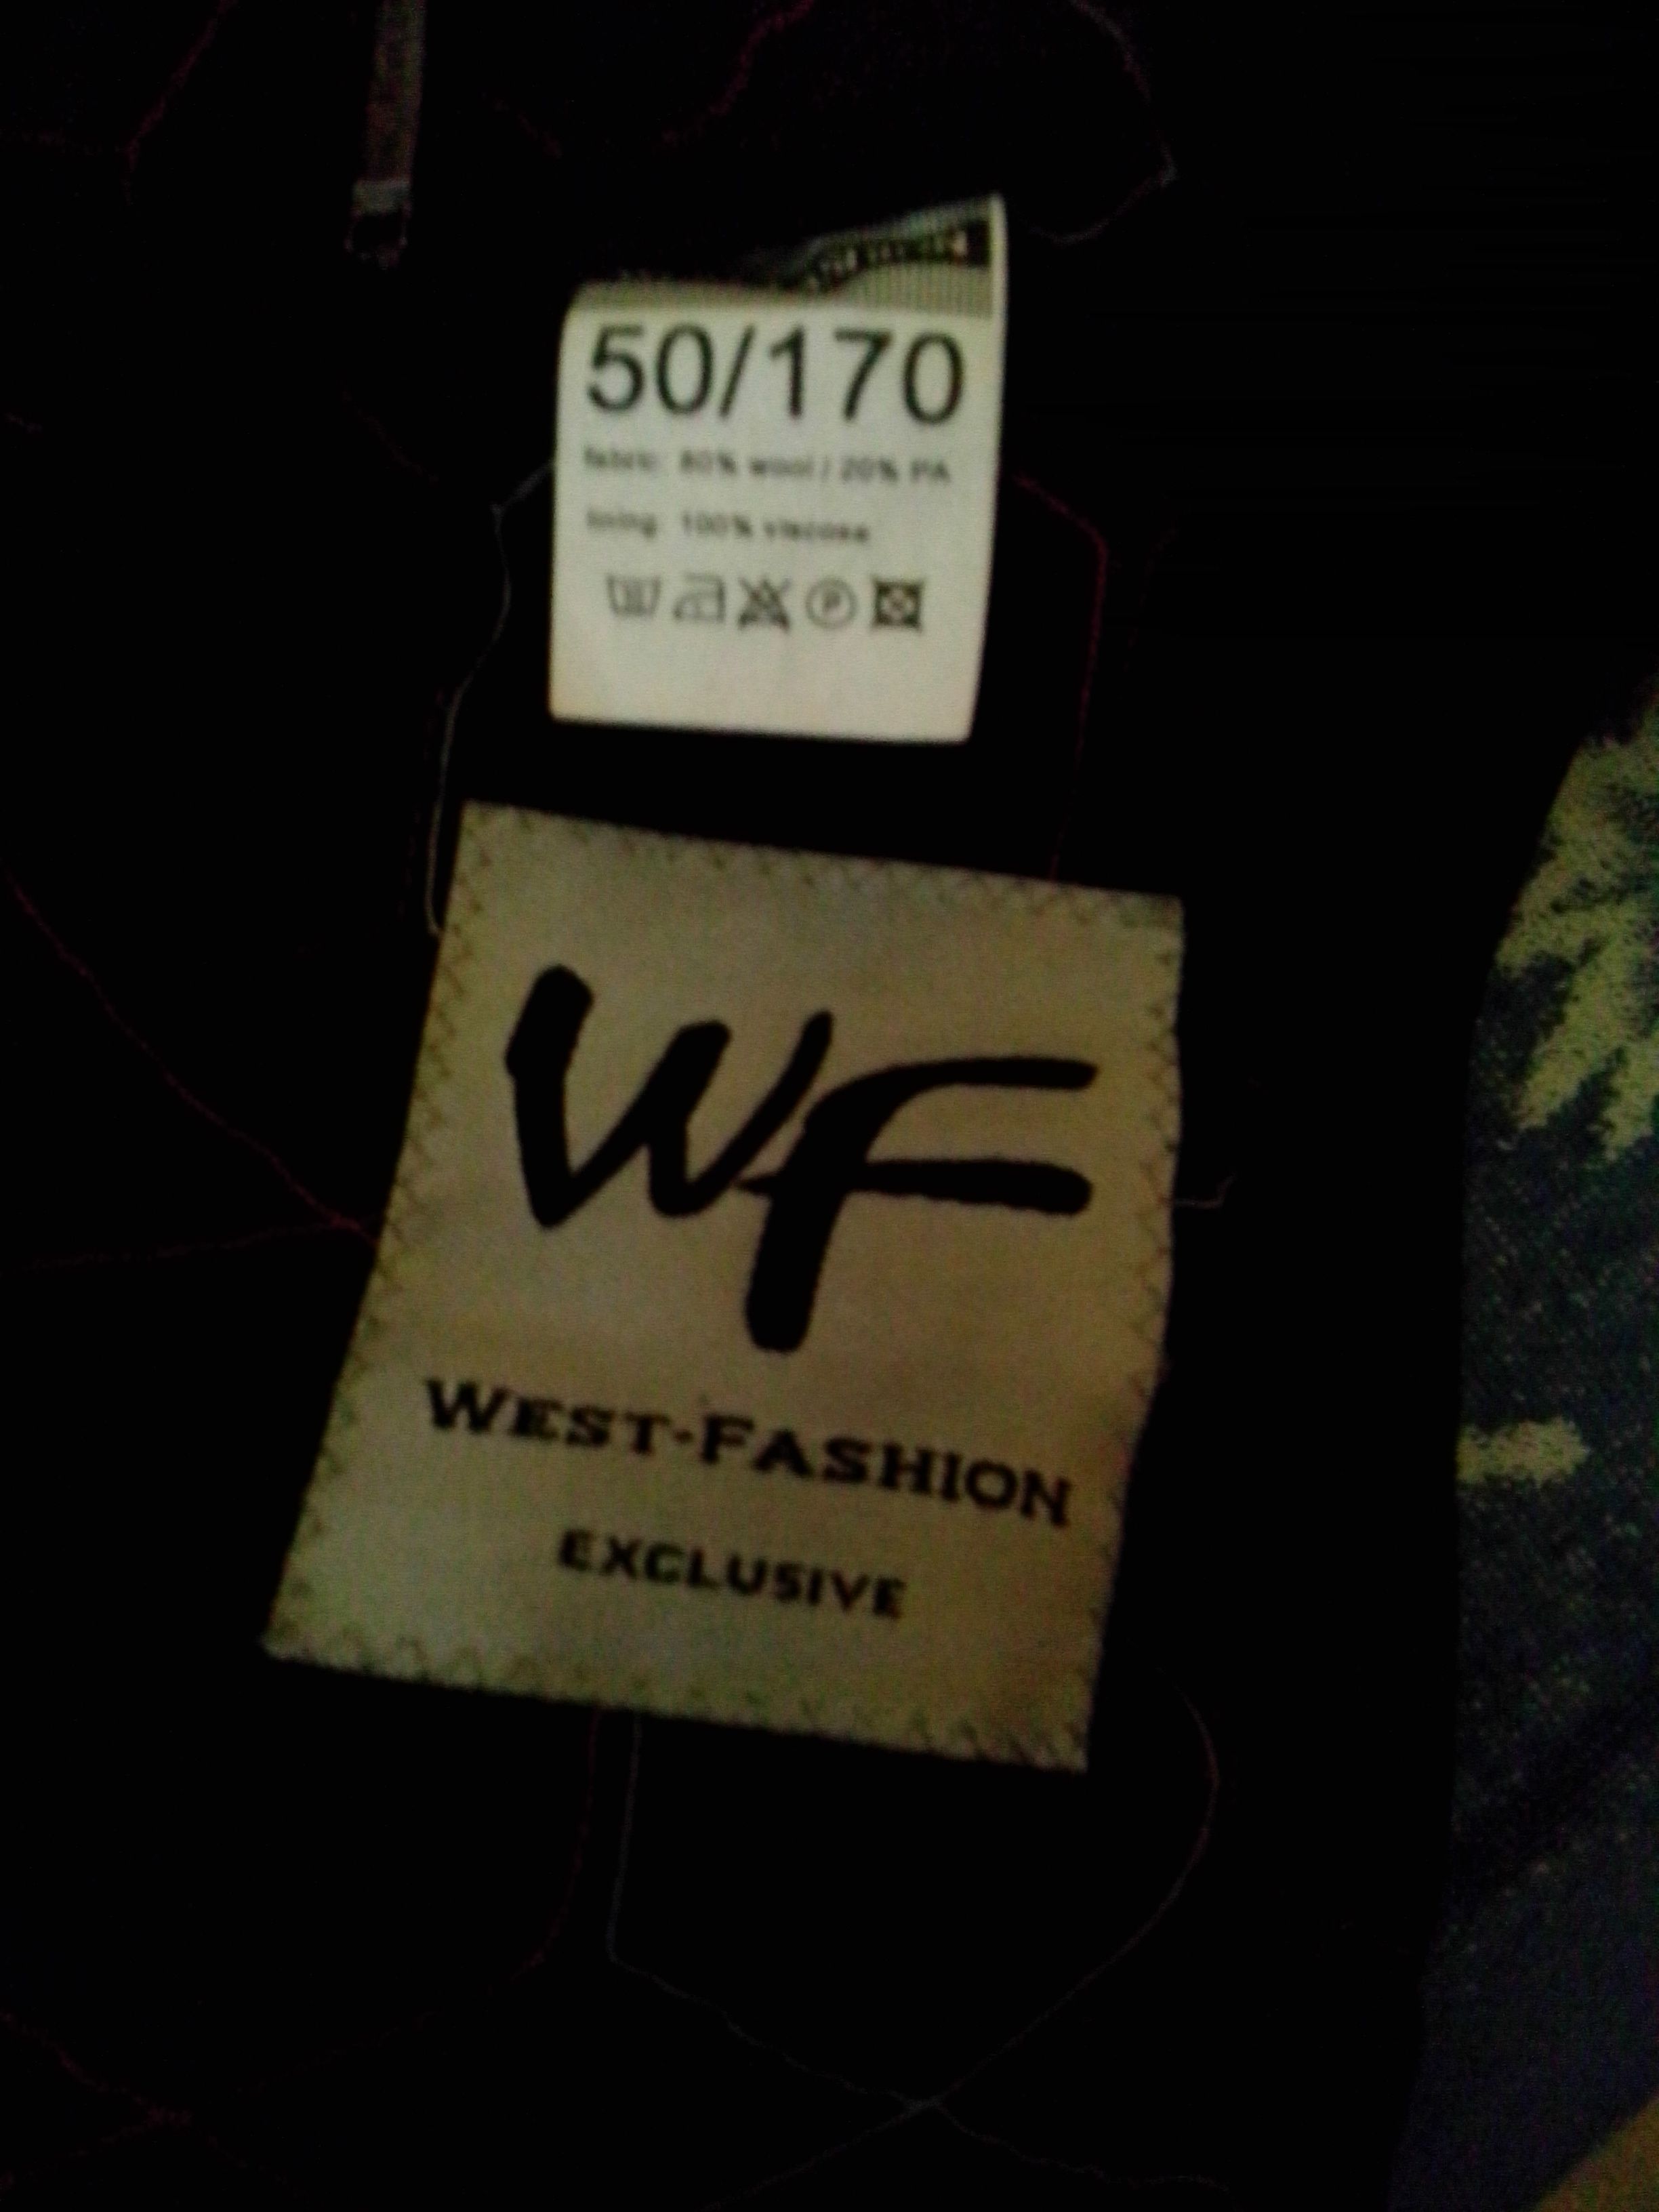 50/170
fabric: 80% wool / 20% PA
lining: 100% viscose
P
WF
WEST-FASHION
EXCLUSIVE